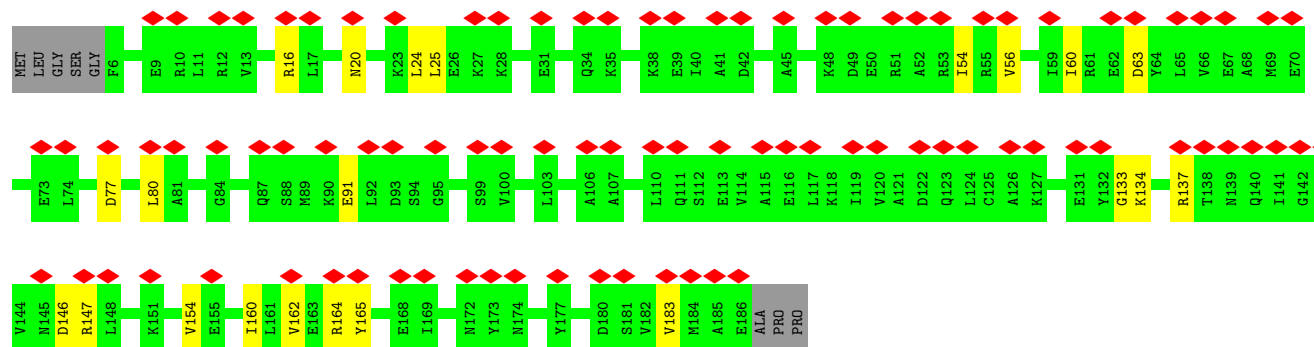 MET LEU GLY SER GLY F6 E9 R10 L11 R12 V13 R16 L17 N20 K23 L24 L25 E26 K27 K28 E31 Q34 K35 K38 E39 I40 A41 D42 A45 K48 D49 E50 R51 A52 R53 I54 R55 V56 I59 I60 R61 E62 D63 Y64 L65 V66 E67 A68 M69 E70
E73 L74 D77 L80 A81 G84 Q87 S88 M89 K90 E91 L92 D93 S94 G95 S99 V100 L103 A106 A107 L110 Q111 S112 E113 V114 A115 E116 L117 K118 I119 V120 A121 D122 Q123 L124 C125 A126 K127 E131 Y132 G133 K134 R137 T138 N139 Q140 I141 G142
V144 N145 D146 R147 L148 K151 V154 E155 I160 L161 V162 E163 R164 Y165 E168 I169 N172 Y173 N174 Y177 D180 S181 V182 V183 M184 A185 E186 ALA PRO PRO